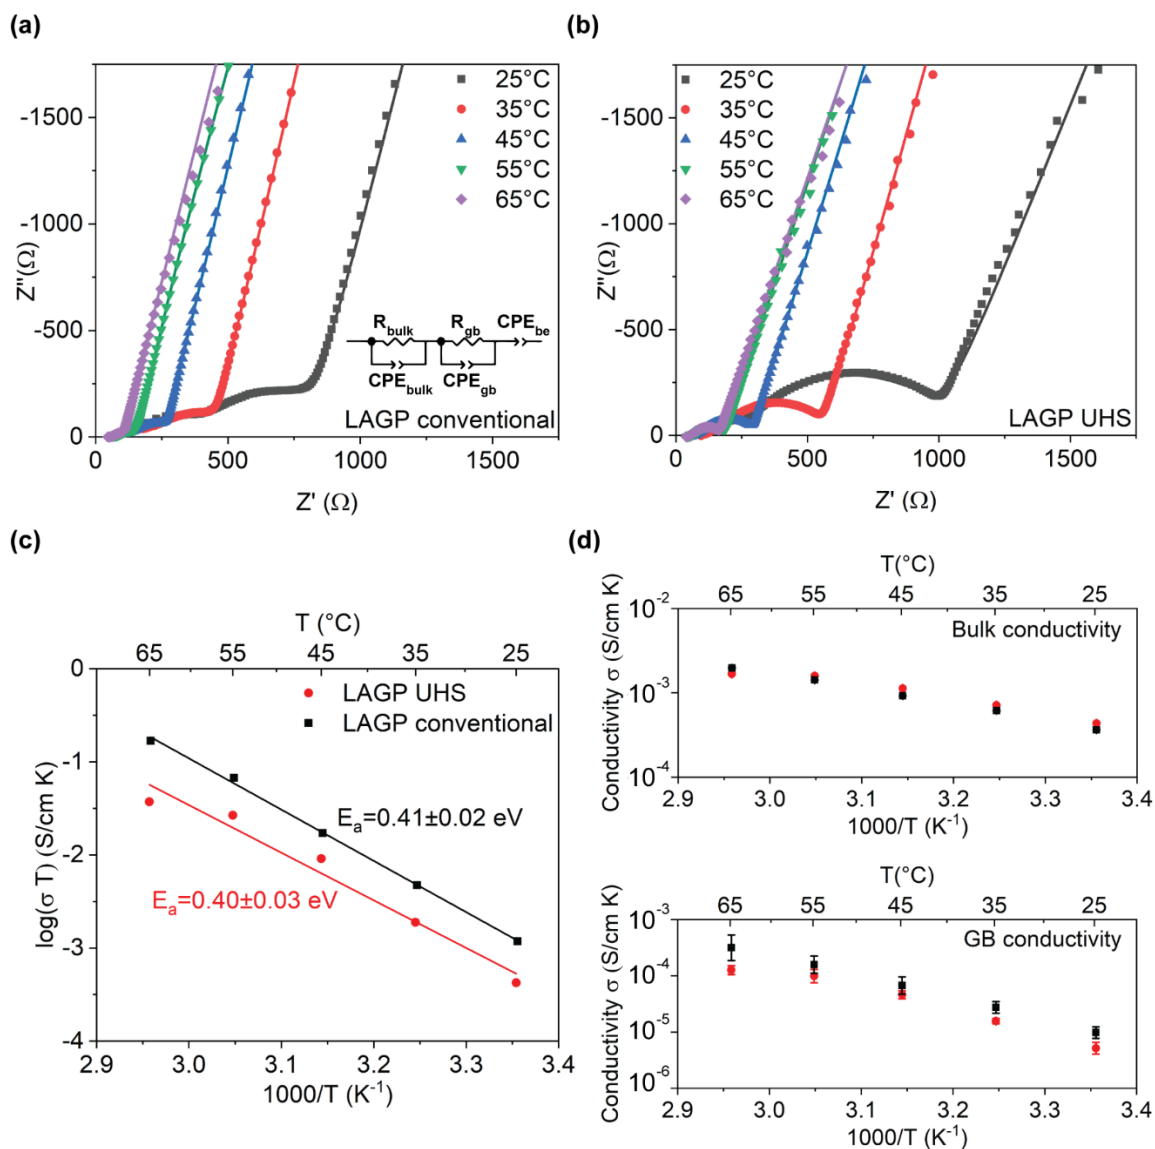 (a)
25°C
35°C
45°C
55°C
65°C
-1500
-1000
-500
0
Z''(Ω)
R_bulk R_gb CPE_be
CPE_bulk CPE_gb
LAGP conventional
0 500 1000 1500
Z' (Ω)
(b)
25°C
35°C
45°C
55°C
65°C
-1500
-1000
-500
0
Z''(Ω)
LAGP UHS
0 500 1000 1500
Z' (Ω)
(c)
T (°C)
65 55 45 35 25
LAGP UHS
LAGP conventional
0
-1
-2
-3
-4
log(σ T) (S/cm K)
E_a=0.41±0.02 eV
E_a=0.40±0.03 eV
2.9 3.0 3.1 3.2 3.3 3.4
1000/T (K⁻¹)
(d)
T(°C)
65 55 45 35 25
Bulk conductivity
10⁻²
10⁻³
10⁻⁴
Conductivity σ (S/cm K)
2.9 3.0 3.1 3.2 3.3 3.4
1000/T (K⁻¹)
T(°C)
65 55 45 35 25
GB conductivity
10⁻³
10⁻⁴
10⁻⁵
10⁻⁶
Conductivity σ (S/cm K)
2.9 3.0 3.1 3.2 3.3 3.4
1000/T (K⁻¹)